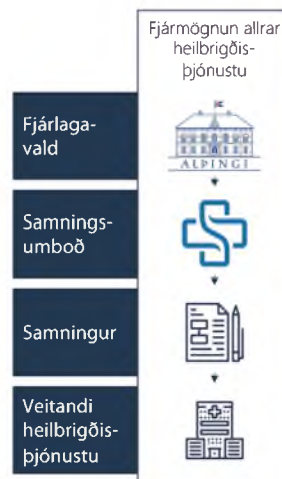 Fjármögnun allrar
heilbrigðis-
þjónustu
Fjárlaga-
vald
ALÞINGI
Samnings-
umboð
Samningur
Veitandi
heilbrigðis-
þjónustu